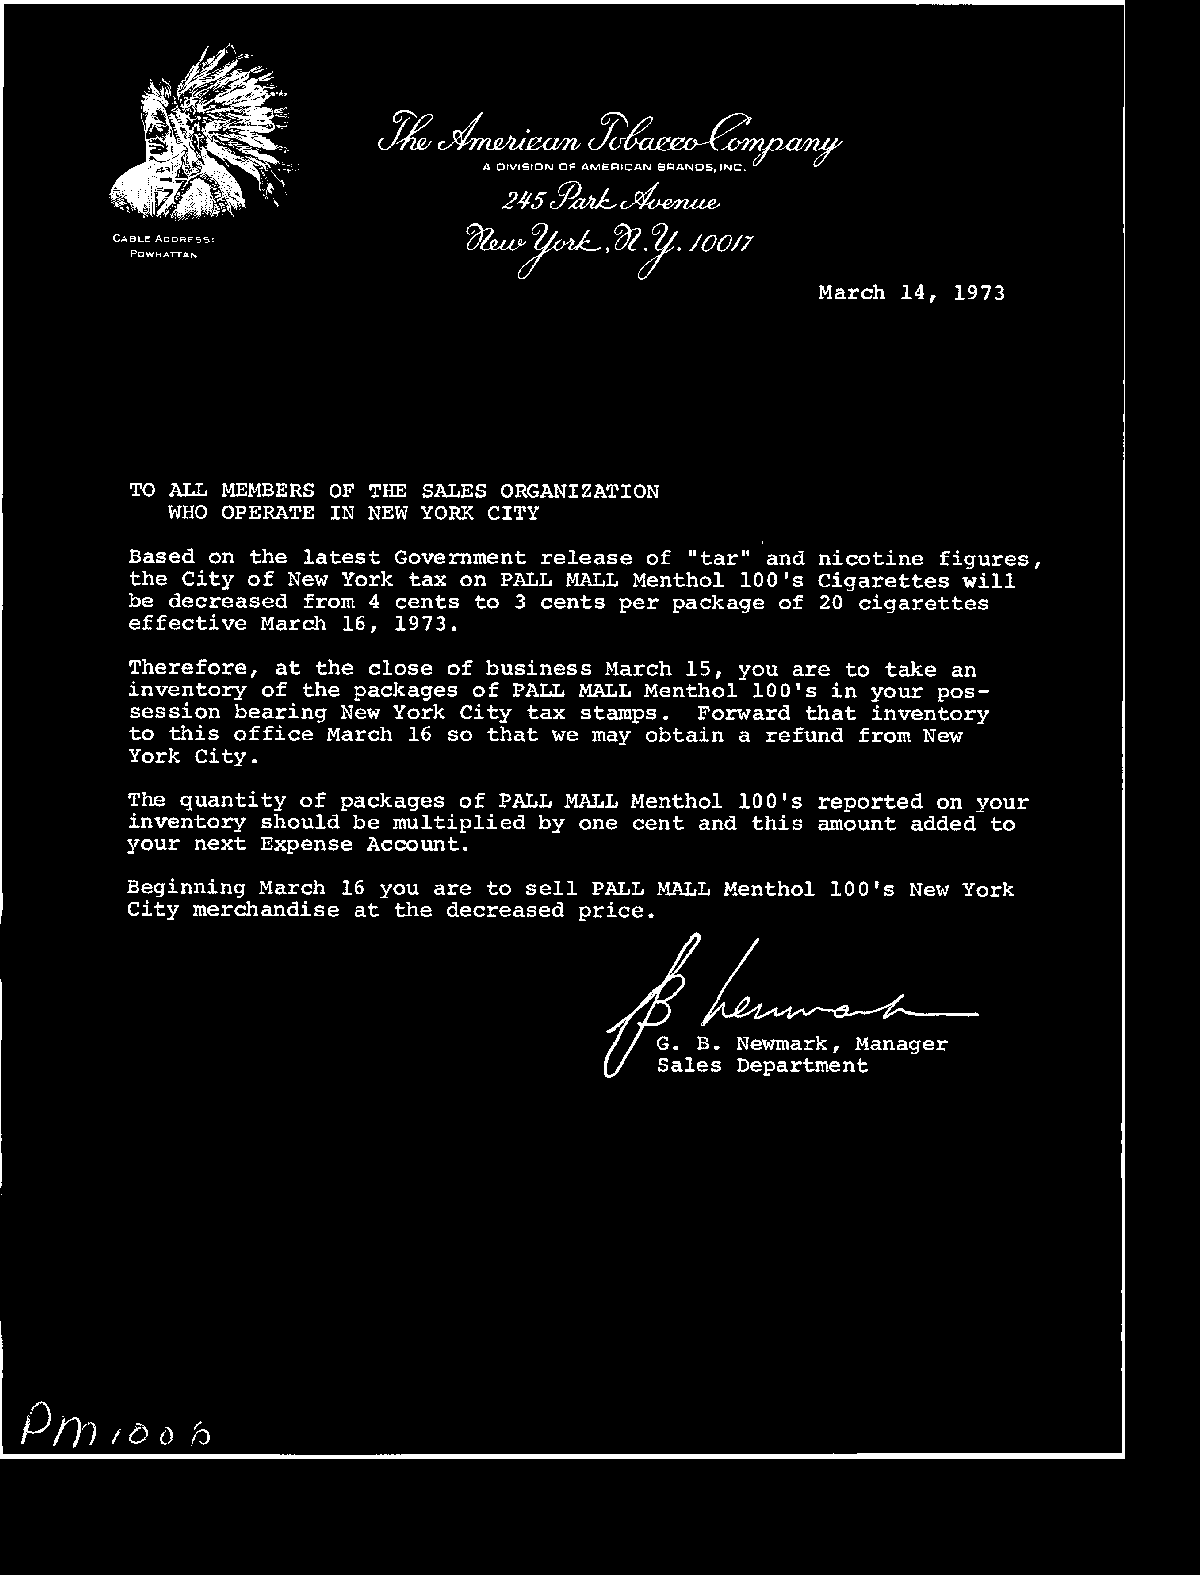 The American Tobacco Company
A DIVISION OF AMERICAN BRANDS, INC.
245 Park Avenue
New York, N.Y. 10017
CABLE ADDRESS:
POWHATTAN
March 14, 1973
TO ALL MEMBERS OF THE SALES ORGANIZATION
WHO OPERATE IN NEW YORK CITY
Based on the latest Government release of "tar" and nicotine figures,
the City of New York tax on PALL MALL Menthol 100's Cigarettes will
be decreased from 4 cents to 3 cents per package of 20 cigarettes
effective March 16, 1973.
Therefore, at the close of business March 15, you are to take an
inventory of the packages of PALL MALL Menthol 100's in your pos-
session bearing New York City tax stamps. Forward that inventory
to this office March 16 so that we may obtain a refund from New
York City.
The quantity of packages of PALL MALL Menthol 100's reported on your
inventory should be multiplied by one cent and this amount added to
your next Expense Account.
Beginning March 16 you are to sell PALL MALL Menthol 100's New York
City merchandise at the decreased price.
G. B. Newmark, Manager
Sales Department